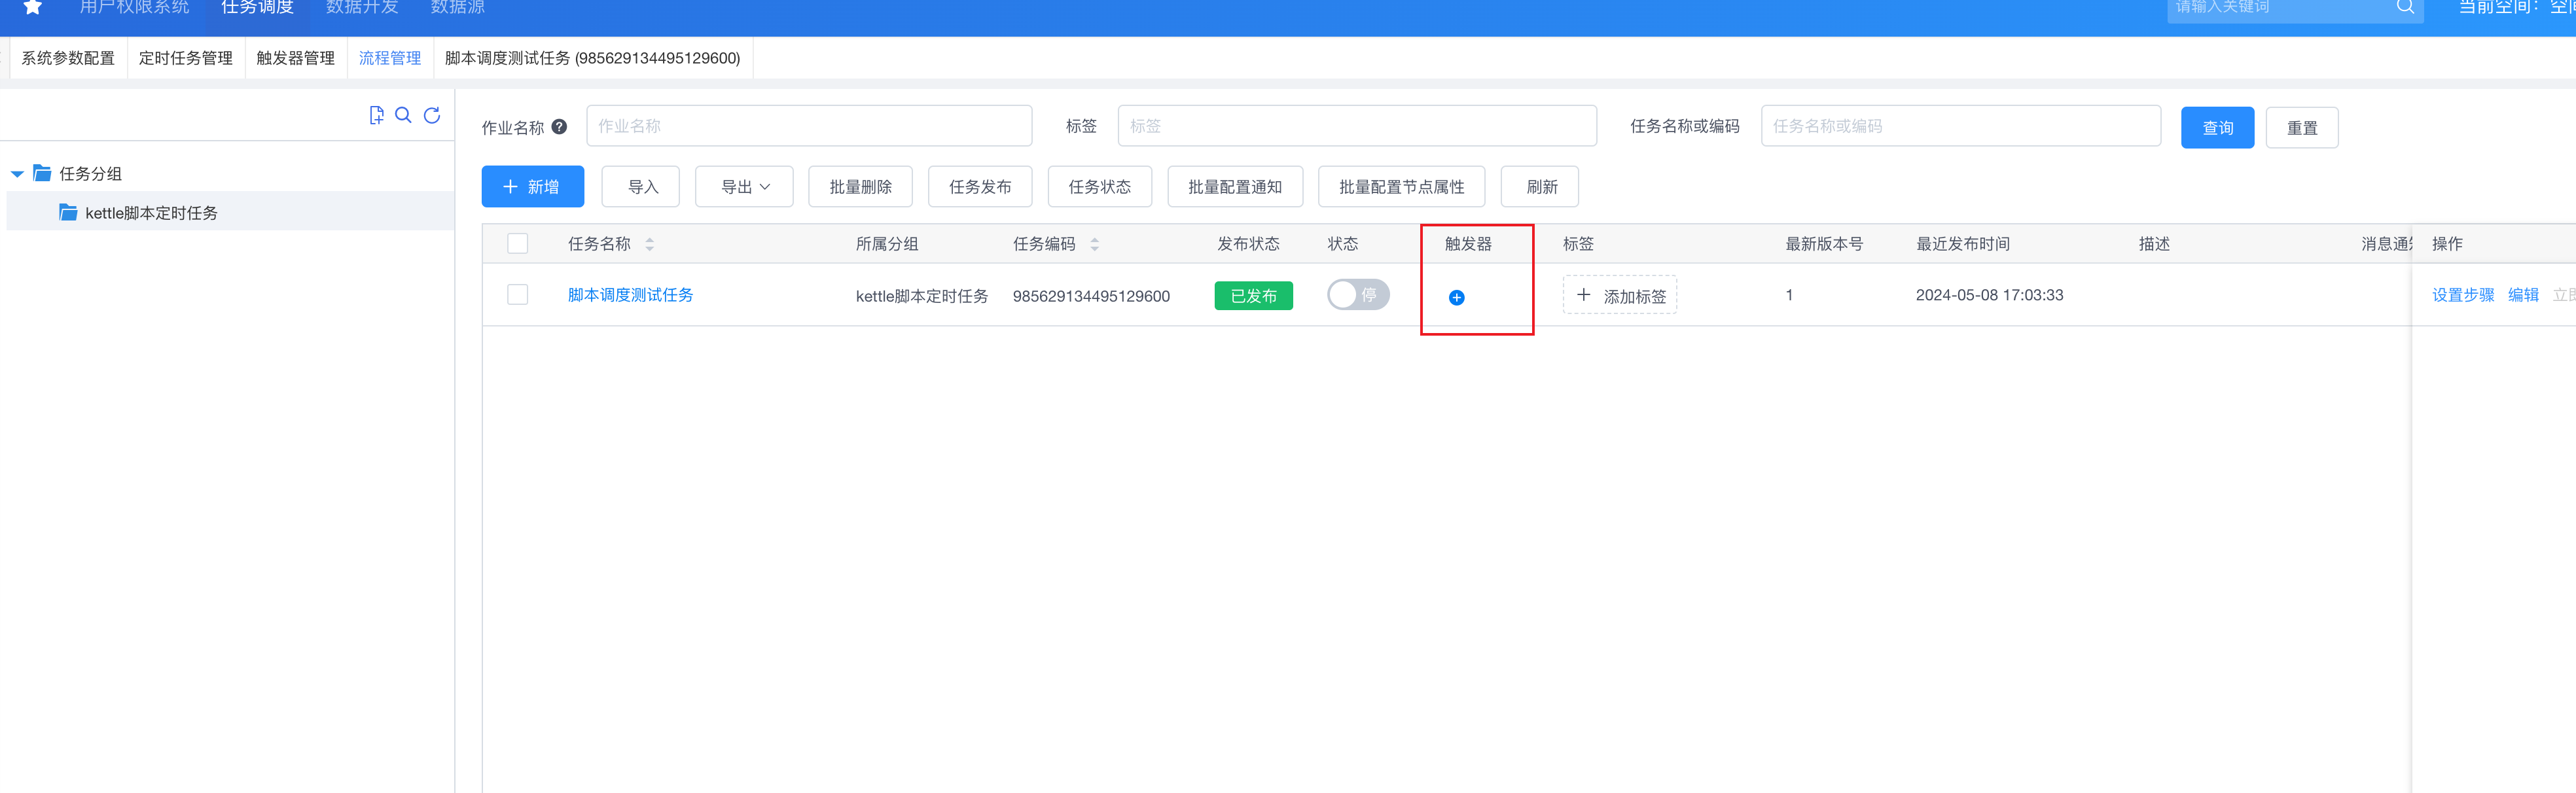 用户权限系统 任务调度 数据开发 数据源 请输入关键词 当前空间：空间
系统参数配置 定时任务管理 触发器管理 流程管理 脚本调度测试任务 (985629134495129600)
作业名称 ? 作业名称 标签 标签 任务名称或编码 任务名称或编码 查询 重置
任务分组
kettle脚本定时任务
新增 导入 导出 批量删除 任务发布 任务状态 批量配置通知 批量配置节点属性 刷新
任务名称 所属分组 任务编码 发布状态 状态 触发器 标签 最新版本号 最近发布时间 描述 消息通知 操作
脚本调度测试任务 kettle脚本定时任务 985629134495129600 已发布 停 添加标签 1 2024-05-08 17:03:33 设置步骤 编辑 立即